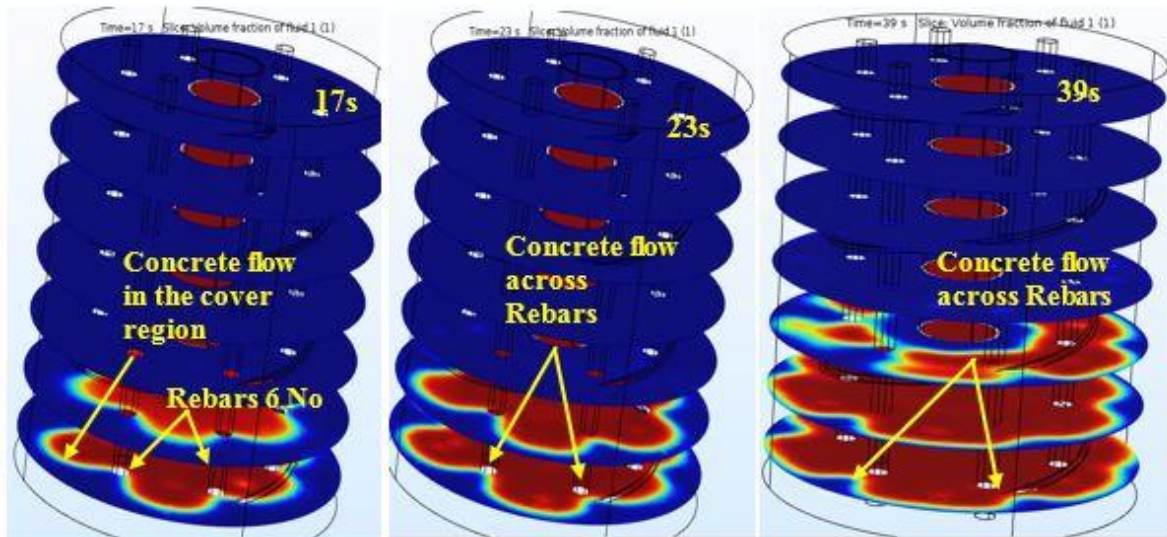 Time=17 s Slice: Volume fraction of fluid 1 (1)
17s
Concrete flow
in the cover
region
Rebars 6 No
Time=23 s Slice: Volume fraction of fluid 1 (1)
23s
Concrete flow
across
Rebars
Time=39 s Slice: Volume fraction of fluid 1 (1)
39s
Concrete flow
across Rebars